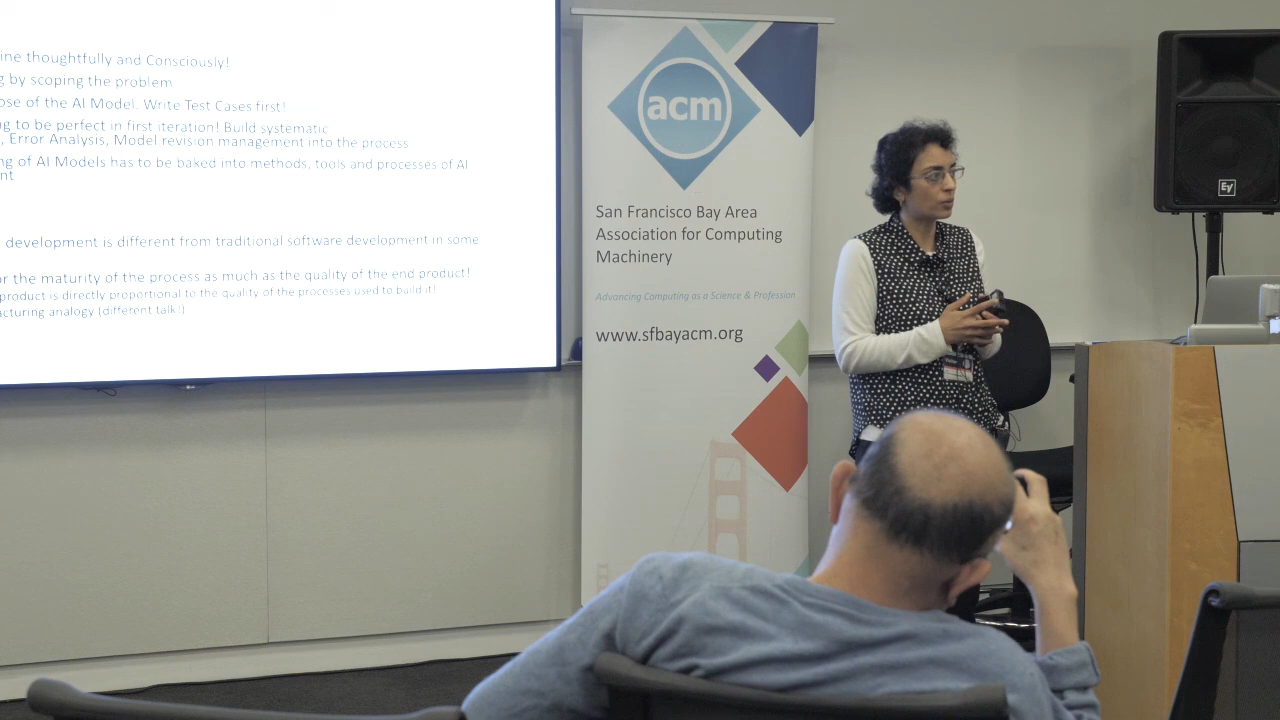 ine thoughtfully and Consciously!
g by scoping the problem
ose of the AI Model. Write Test Cases first!
ng to be perfect in first iteration! Build systematic
, Error Analysis, Model revision management into the process
ng of AI Models has to be baked into methods, tools and processes of AI
nt
development is different from traditional software development in some
or the maturity of the process as much as the quality of the end product!
product is directly proportional to the quality of the processes used to build it!
acturing analogy (different talk!)
acm
San Francisco Bay Area
Association for Computing
Machinery
Advancing Computing as a Science & Profession
www.sfbayacm.org
EV